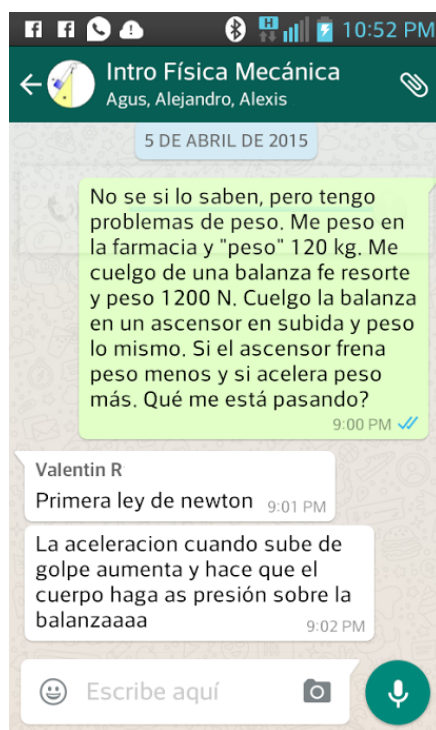 10:52 PM
Intro Física Mecánica
Agus, Alejandro, Alexis
5 DE ABRIL DE 2015
No se si lo saben, pero tengo
problemas de peso. Me peso en
la farmacia y "peso" 120 kg. Me
cuelgo de una balanza fe resorte
y peso 1200 N. Cuelgo la balanza
en un ascensor en subida y peso
lo mismo. Si el ascensor frena
peso menos y si acelera peso
más. Qué me está pasando?
9:00 PM
Valentin R
Primera ley de newton 9:01 PM
La aceleracion cuando sube de
golpe aumenta y hace que el
cuerpo haga as presión sobre la
balanzaaaa 9:02 PM
Escribe aquí